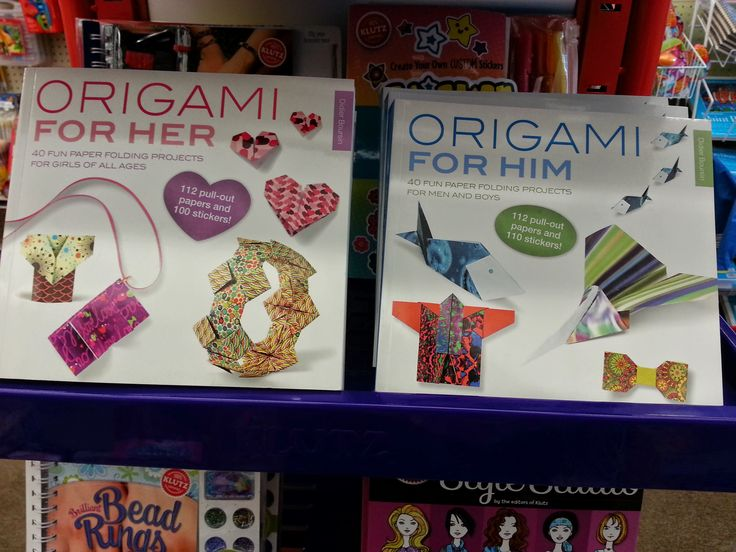 KLUTZ
KLUTZ
Create Your Own CUSTOM Stickers
ORIGAMI
FOR HER
40 FUN PAPER FOLDING PROJECTS
FOR GIRLS OF ALL AGES
Didier Boursin
112 pull-out
papers and
100 stickers!
ORIGAMI
FOR HIM
40 FUN PAPER FOLDING PROJECTS
FOR MEN AND BOYS
Didier Boursin
112 pull-out
papers and
110 stickers!
KLUTZ
KLUTZ
Brilliant
Bead
Rings
Style Studio
by the editors of Klutz